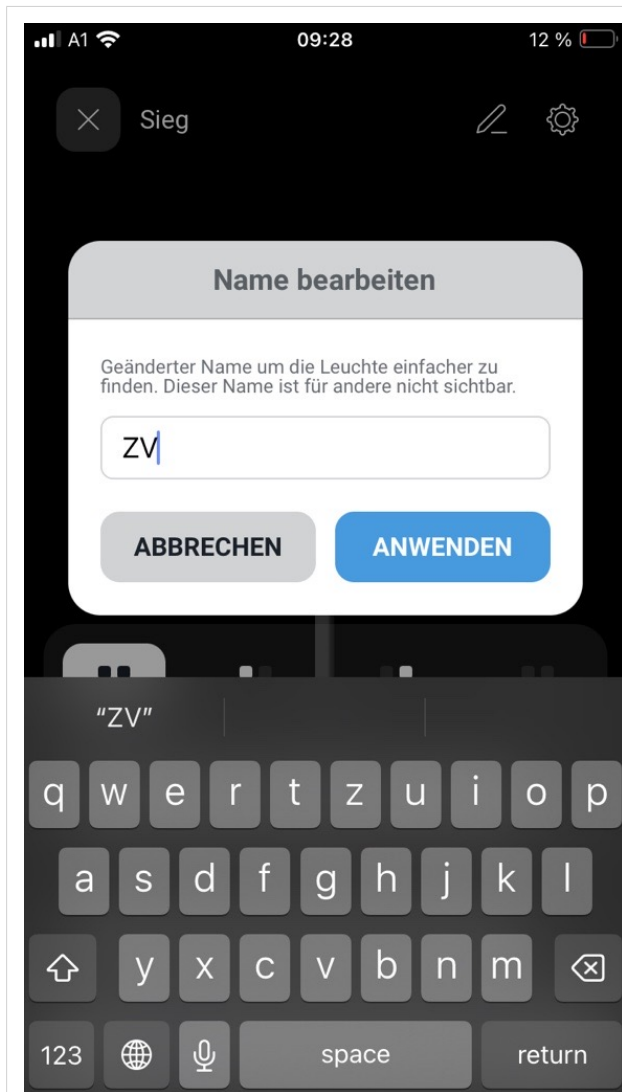 A1
09:28
12 %
Sieg
Name bearbeiten
Geänderter Name um die Leuchte einfacher zu
finden. Dieser Name ist für andere nicht sichtbar.
ZV
ABBRECHEN
ANWENDEN
“ZV”
q w e r t z u i o p
a s d f g h j k l
y x c v b n m
123
space
return